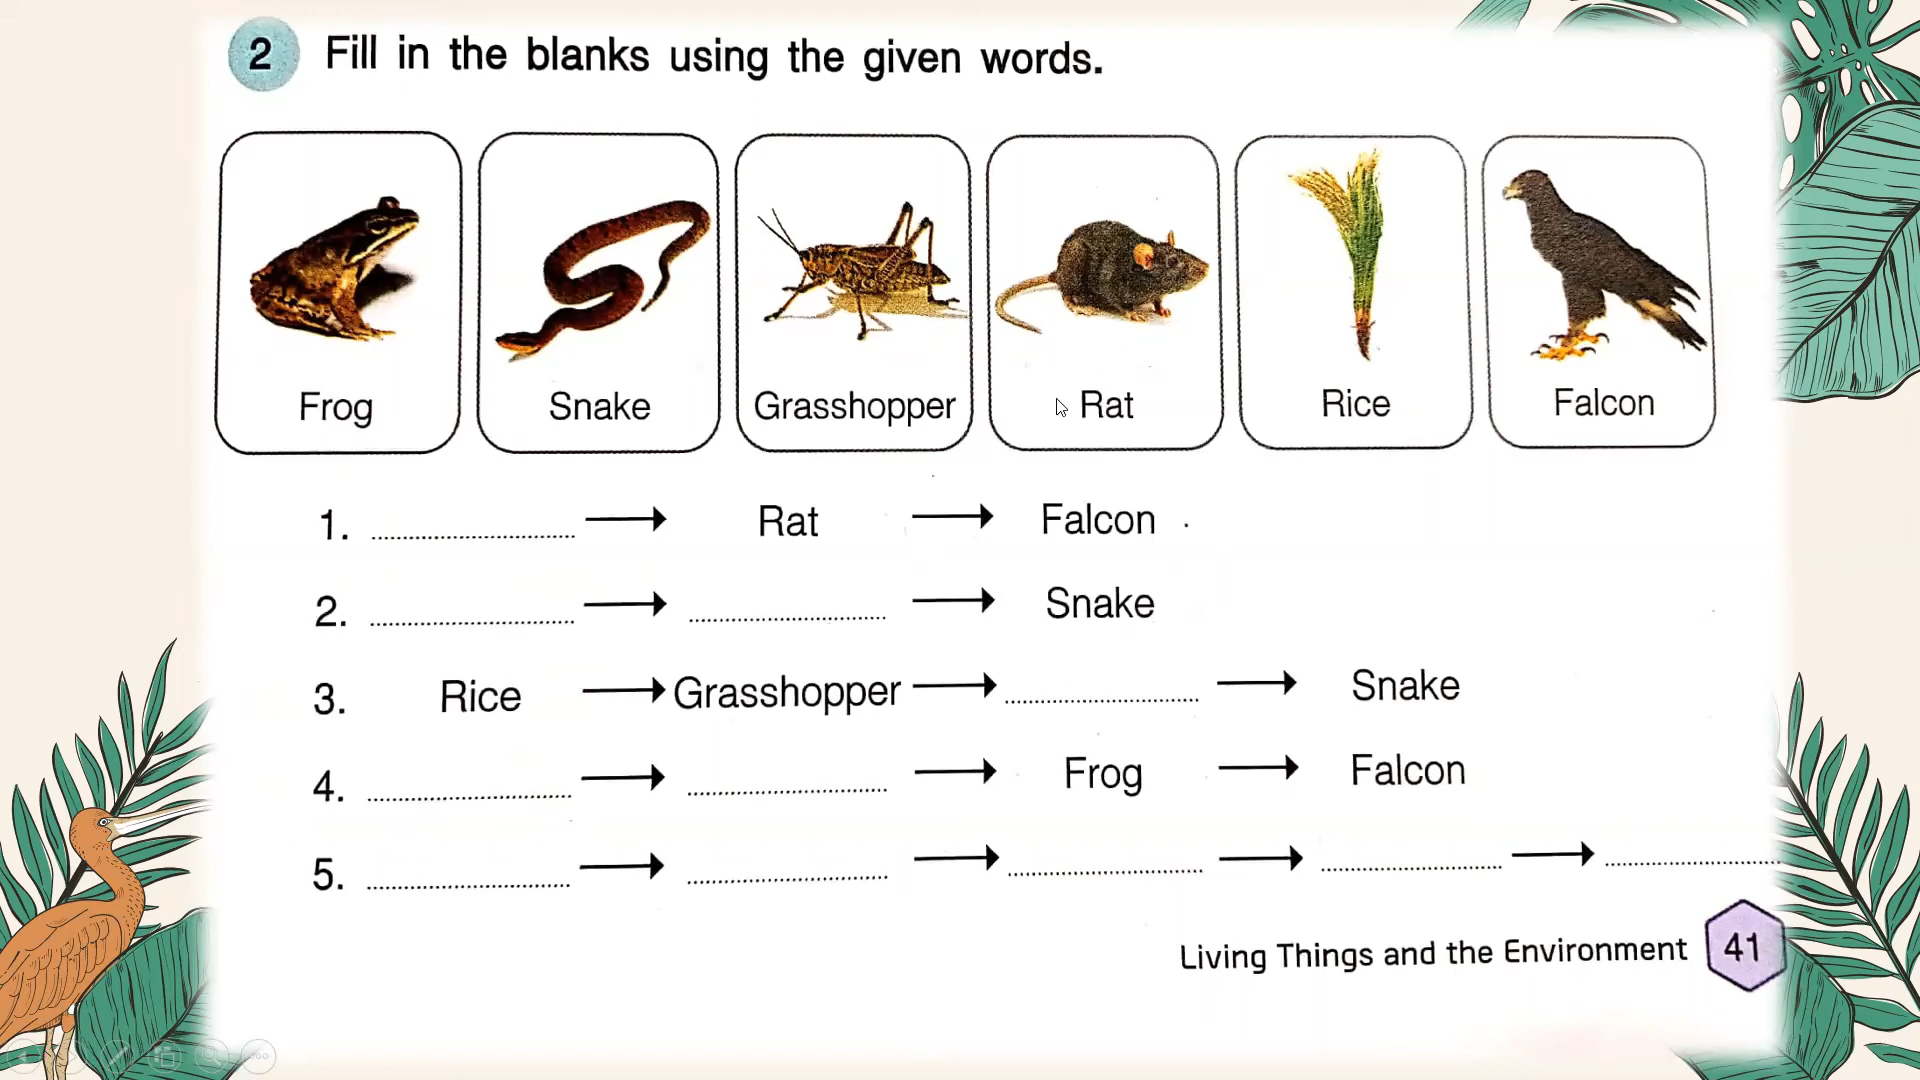 2 Fill in the blanks using the given words.
Frog Snake Grasshopper Rat Rice Falcon
1. .................... → Rat → Falcon
2. .................... → .................... → Snake
3. Rice → Grasshopper → .................... → Snake
4. .................... → .................... → Frog → Falcon
5. .................... → .................... → .................... → .................... → ....................
Living Things and the Environment 41